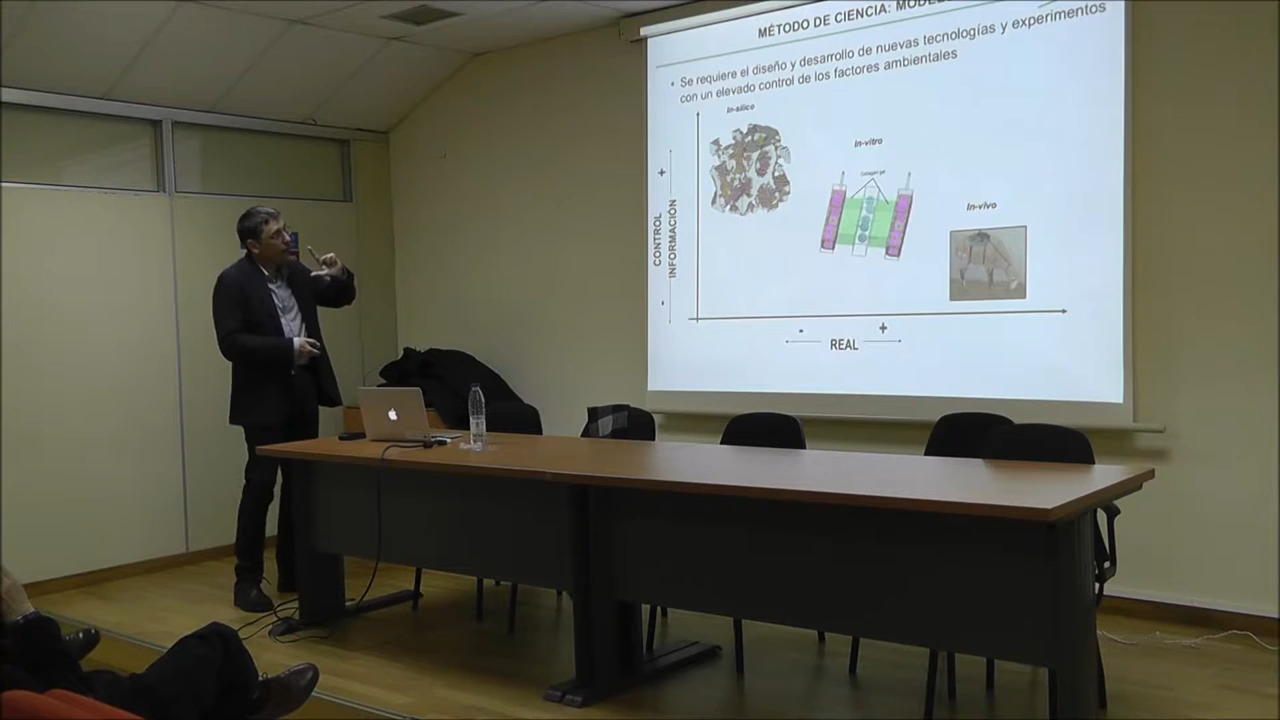 MÉTODO DE CIENCIA:
Se requiere el diseño y desarrollo de nuevas tecnologías y experimentos
con un elevado control de los factores ambientales
In-silico
In-vitro
Collagen gel
In-vivo
+
CONTROL
INFORMACIÓN
-
- +
REAL